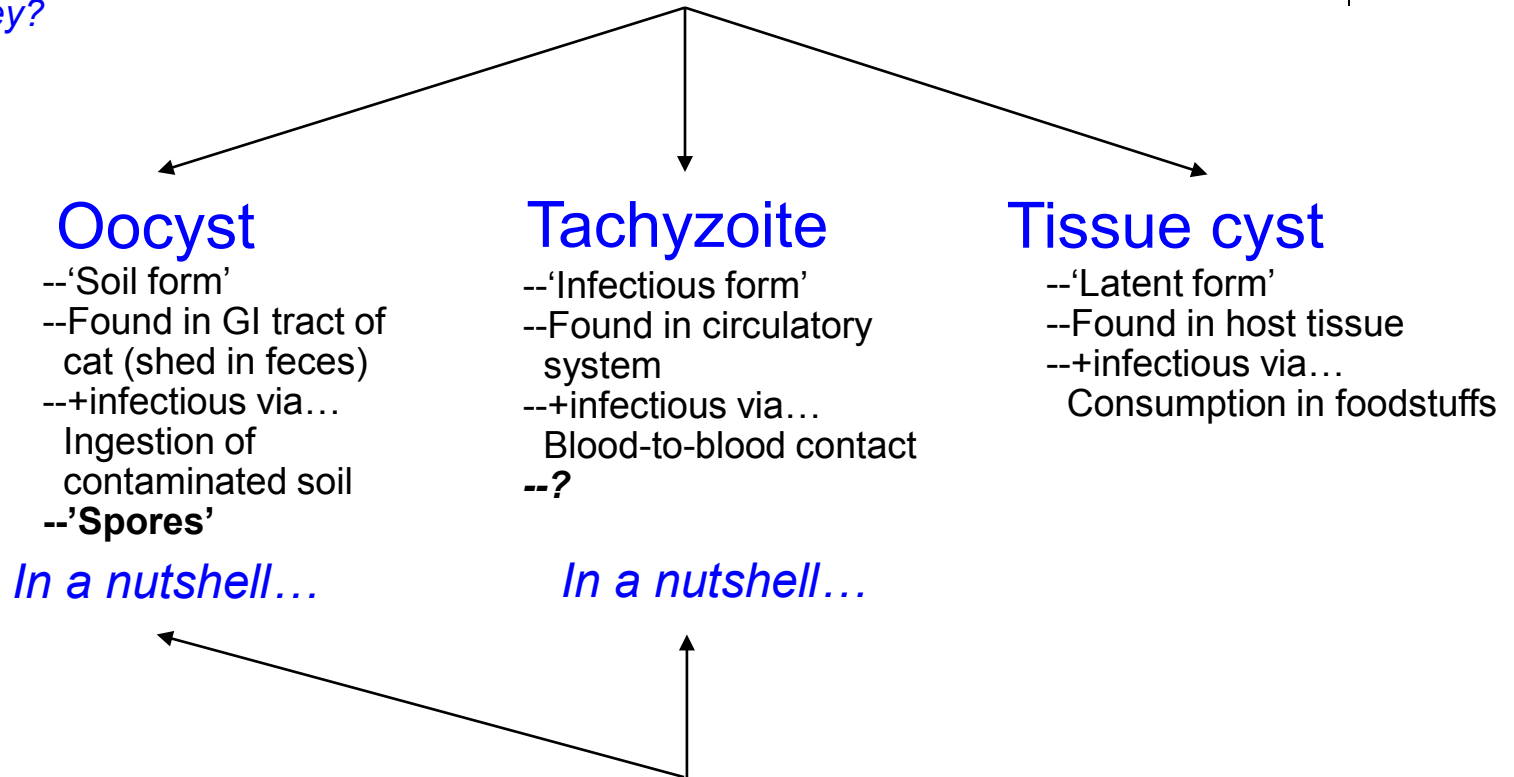 ey?
Oocyst
--‘Soil form’
--Found in GI tract of
cat (shed in feces)
--+infectious via…
Ingestion of
contaminated soil
--’Spores’
In a nutshell…
Tachyzoite
--‘Infectious form’
--Found in circulatory
system
--+infectious via…
Blood-to-blood contact
--?
In a nutshell…
Tissue cyst
--‘Latent form’
--Found in host tissue
--+infectious via…
Consumption in foodstuffs